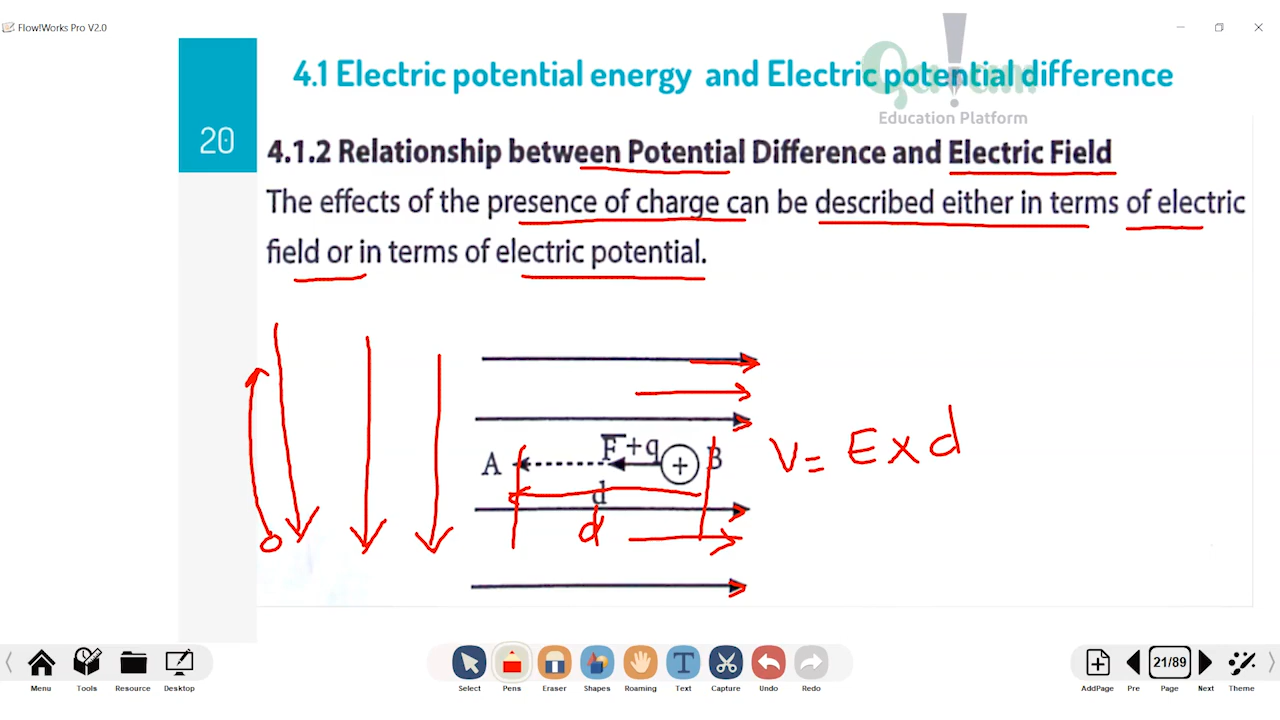 Flow!Works Pro V2.0
4.1 Electric potential energy and Electric potential difference
Qalam
Education Platform
20
4.1.2 Relationship between Potential Difference and Electric Field
The effects of the presence of charge can be described either in terms of electric
field or in terms of electric potential.
A F +q + B
d
d
V = E x d
Menu Tools Resource Desktop Select Pens Eraser Shapes Roaming Text Capture Undo Redo AddPage Pre 21/89 Page Next Theme